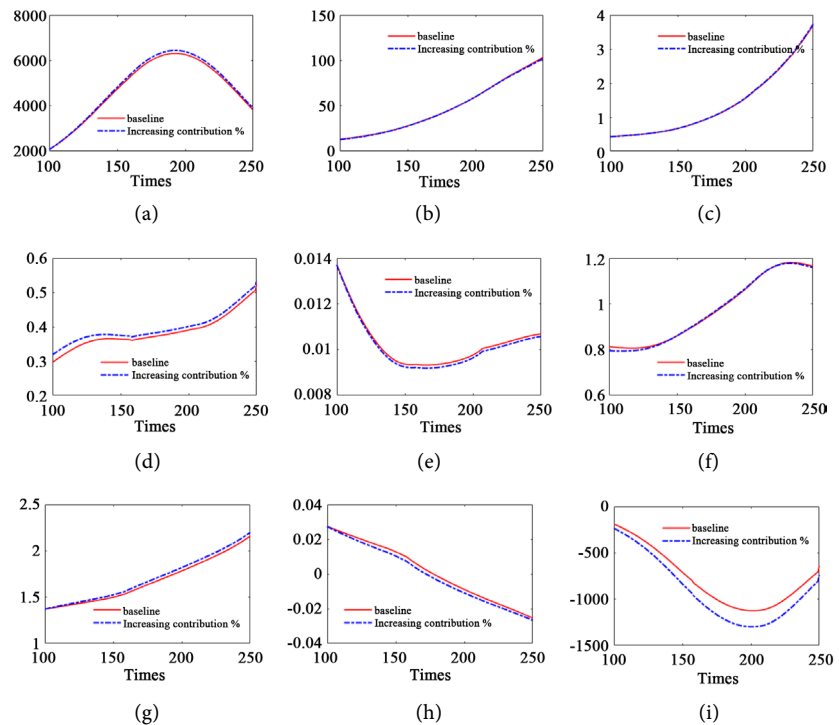 8000
6000
4000
2000
baseline
Increasing contribution %
100 150 200 250
Times
(a)
150
100
50
0
baseline
Increasing contribution %
100 150 200 250
Times
(b)
4
3
2
1
0
baseline
Increasing contribution %
100 150 200 250
Times
(c)
0.6
0.5
0.4
0.3
0.2
baseline
Increasing contribution %
100 150 200 250
Times
(d)
0.014
0.012
0.01
0.008
baseline
Increasing contribution %
100 150 200 250
Times
(e)
1.2
1
0.8
0.6
baseline
Increasing contribution %
100 150 200 250
Times
(f)
2.5
2
1.5
1
baseline
Increasing contribution %
100 150 200 250
Times
(g)
0.04
0.02
0
-0.02
-0.04
baseline
Increasing contribution %
100 150 200 250
Times
(h)
0
-500
-1000
-1500
baseline
Increasing contribution %
100 150 200 250
Times
(i)